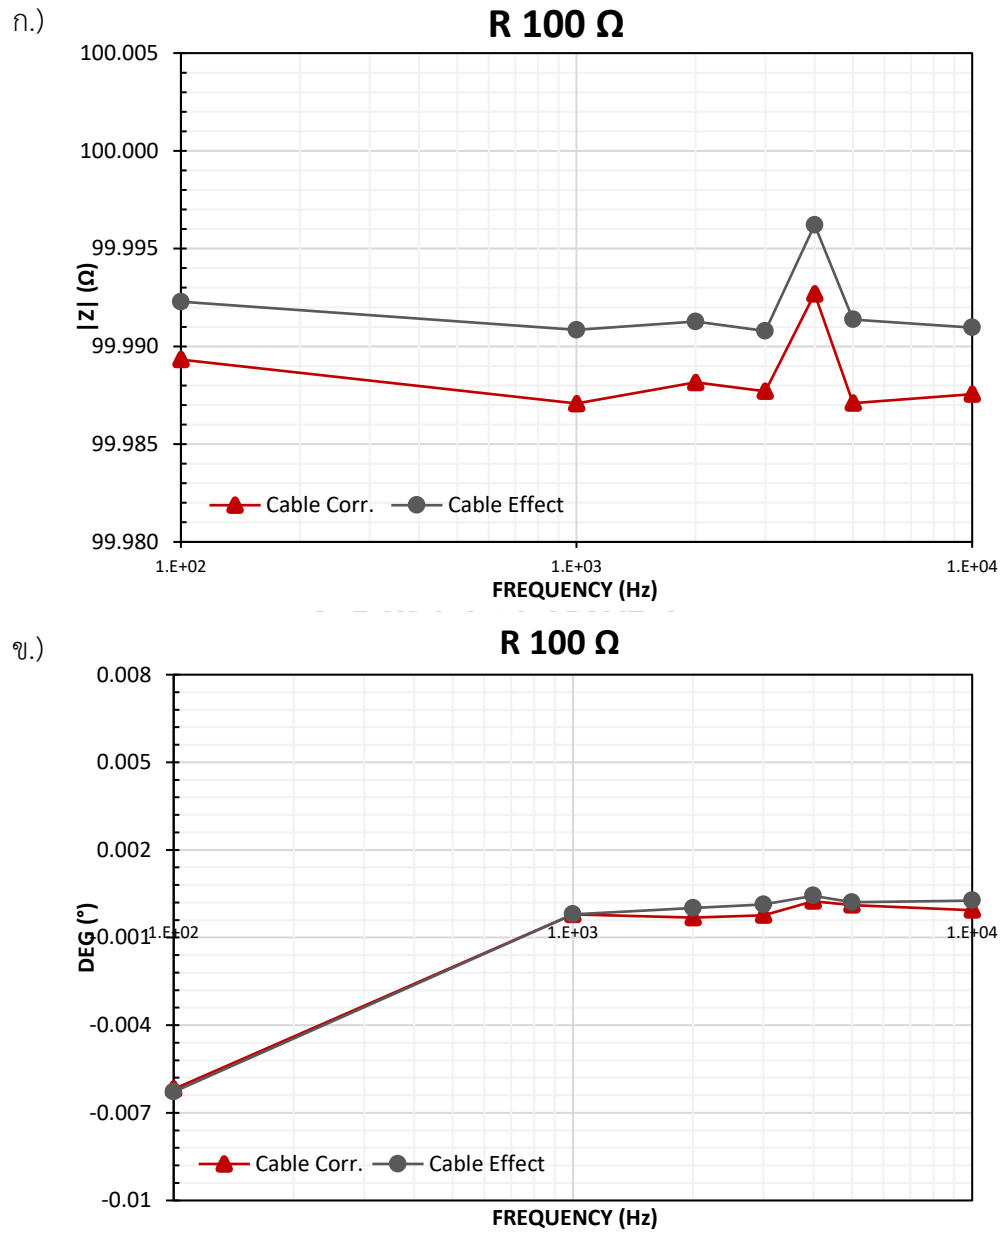 ก.)
R 100 Ω
100.005
100.000
99.995
99.990
99.985
99.980
|Z| (Ω)
Cable Corr. Cable Effect
1.E+02 1.E+03 1.E+04
FREQUENCY (Hz)
ข.)
R 100 Ω
0.008
0.005
0.002
-0.001
-0.004
-0.007
-0.01
DEG (°)
1.E+02 1.E+03 1.E+04
Cable Corr. Cable Effect
FREQUENCY (Hz)